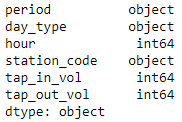 period object
day_type object
hour int64
station_code object
tap_in_vol int64
tap_out_vol int64
dtype: object